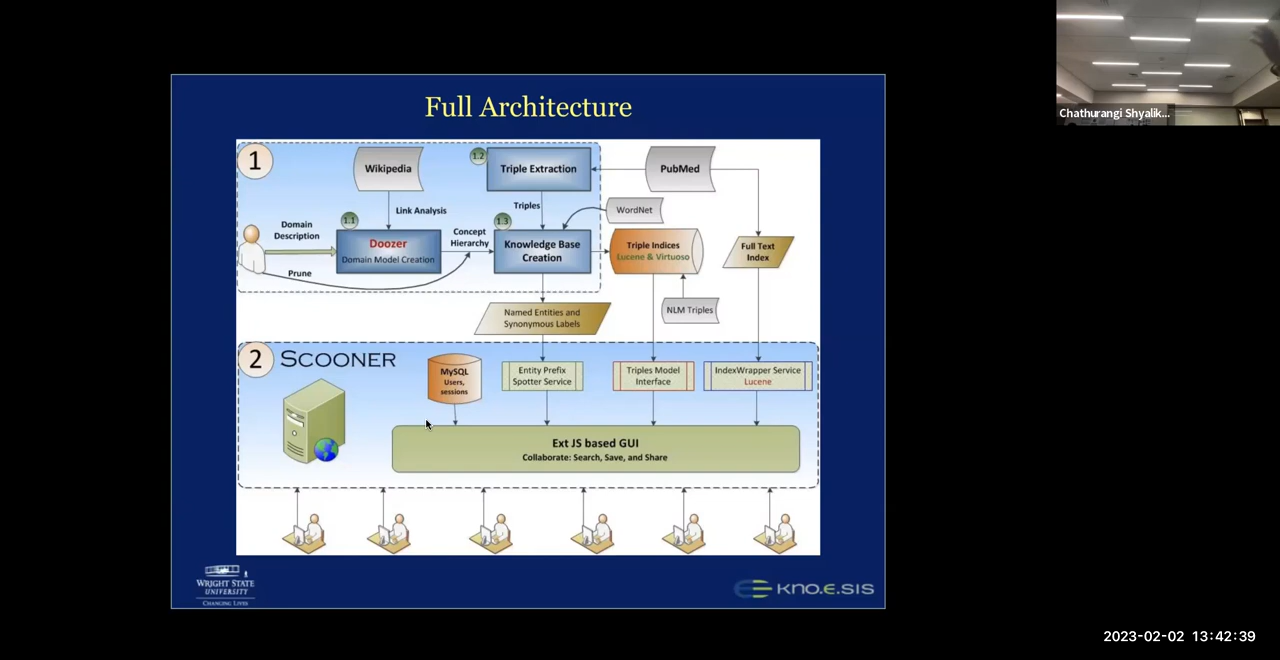 Full Architecture
1
Wikipedia
1.2
Triple Extraction
PubMed
Link Analysis
Triples
WordNet
1.1
1.3
Domain
Description
Doozer
Domain Model Creation
Concept
Hierarchy
Knowledge Base
Creation
Triple Indices
Lucene & Virtuoso
Full Text
Index
Prune
NLM Triples
Named Entities and
Synonymous Labels
2
SCOONER
MySQL
Users,
sessions
Entity Prefix
Spotter Service
Triples Model
Interface
IndexWrapper Service
Lucene
Ext JS based GUI
Collaborate: Search, Save, and Share
WRIGHT STATE
UNIVERSITY
CHANGING LIVES
kno.e.sis
Chathurangi Shyalik...
2023-02-02 13:42:39